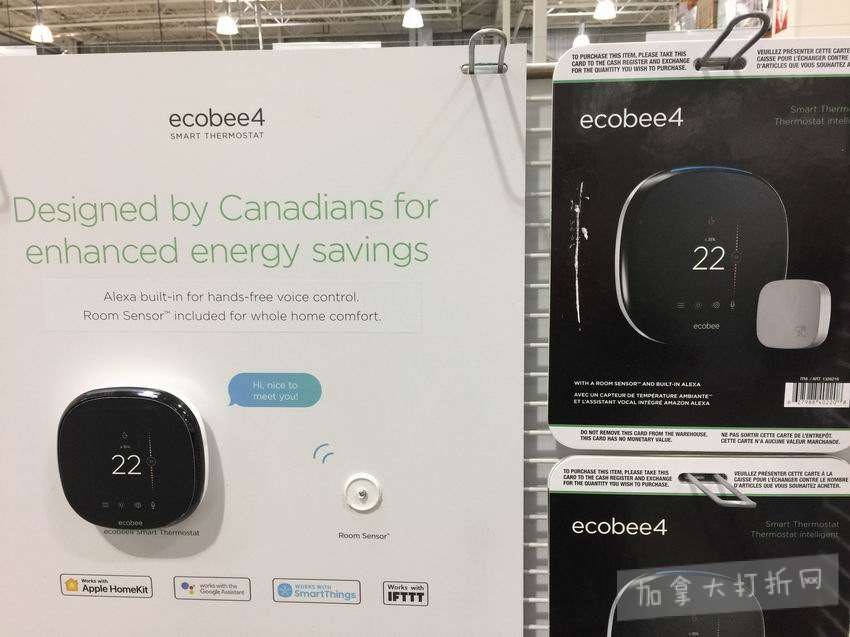 ecobee4
SMART THERMOSTAT
Designed by Canadians for
enhanced energy savings
Alexa built-in for hands-free voice control.
Room Sensor™ included for whole home comfort.
Hi, nice to
meet you!
22
ecobee
ecobee4 Smart Thermostat
Room Sensor™
Works with
Apple HomeKit
works with the
Google Assistant
WORKS WITH
SmartThings
Works with
IFTTT
TO PURCHASE THIS ITEM, PLEASE TAKE THIS
CARD TO THE CASH REGISTER AND EXCHANGE
FOR THE QUANTITY YOU WISH TO PURCHASE.
VEUILLEZ PRÉSENTER CETTE CARTE
CAISSE POUR L'ÉCHANGER CONTRE
D'ARTICLES QUE VOUS SOUHAITEZ A
ecobee4
Smart Therm
Thermostat intelli
22
ecobee
WITH A ROOM SENSOR™ AND BUILT-IN ALEXA
AVEC UN CAPTEUR DE TEMPÉRATURE AMBIANTE™
ET L'ASSISTANT VOCAL INTÉGRÉ AMAZON ALEXA
DO NOT REMOVE THIS CARD FROM THE WAREHOUSE.
THIS CARD HAS NO MONETARY VALUE.
NE PAS SORTIR CETTE CARTE DE L'ENTREPÔT.
CETTE CARTE N'A AUCUNE VALEUR MARCHANDE.
TO PURCHASE THIS ITEM, PLEASE TAKE THIS
CARD TO THE CASH REGISTER AND EXCHANGE
FOR THE QUANTITY YOU WISH TO PURCHASE.
VEUILLEZ PRÉSENTER CETTE CARTE À LA
CAISSE POUR L'ÉCHANGER CONTRE LE NOMBRE
D'ARTICLES QUE VOUS SOUHAITEZ ACHETER.
ecobee4
Smart Thermostat
Thermostat intelligent
加拿大打折网